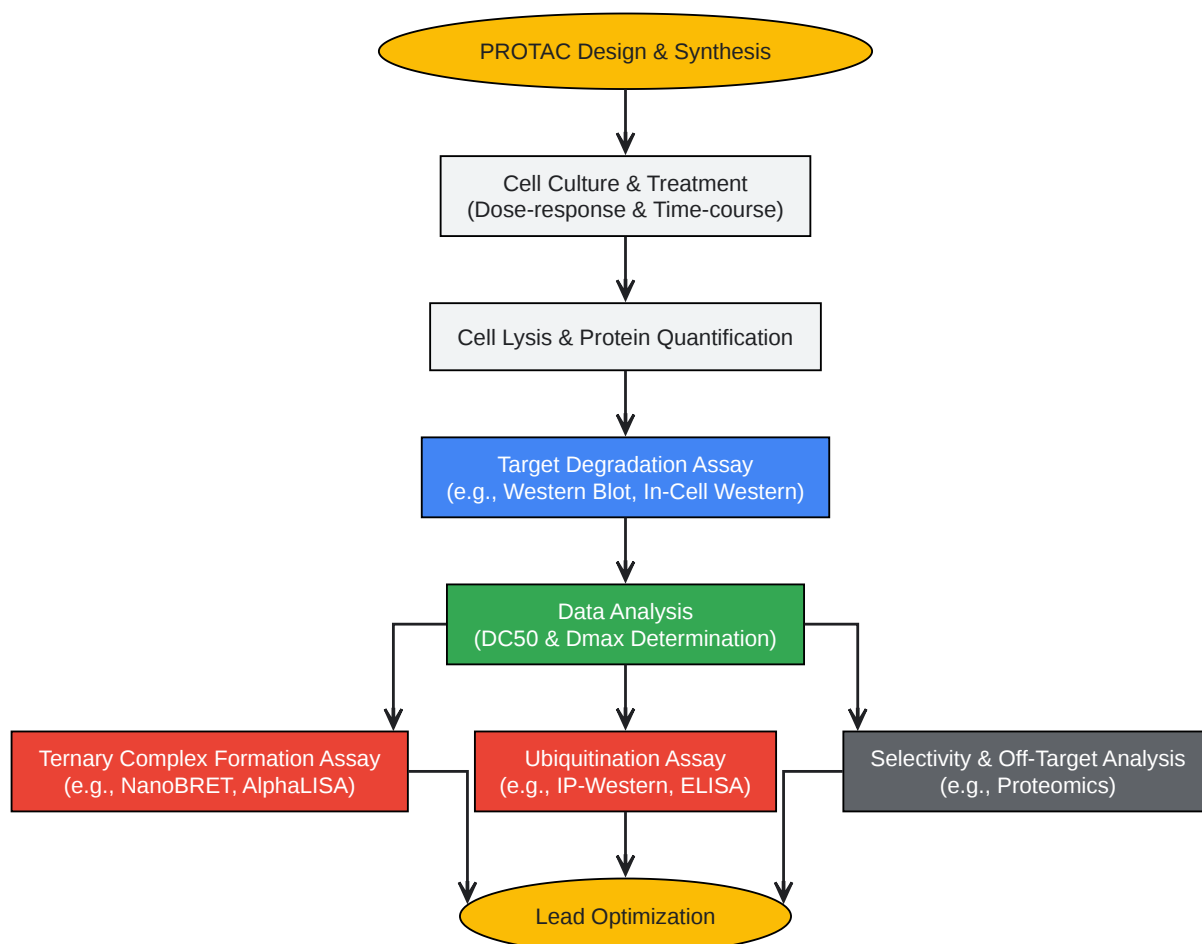 PROTAC Design & Synthesis
Cell Culture & Treatment
(Dose-response & Time-course)
Cell Lysis & Protein Quantification
Target Degradation Assay
(e.g., Western Blot, In-Cell Western)
Data Analysis
(DC50 & Dmax Determination)
Ternary Complex Formation Assay
(e.g., NanoBRET, AlphaLISA)
Ubiquitination Assay
(e.g., IP-Western, ELISA)
Selectivity & Off-Target Analysis
(e.g., Proteomics)
Lead Optimization